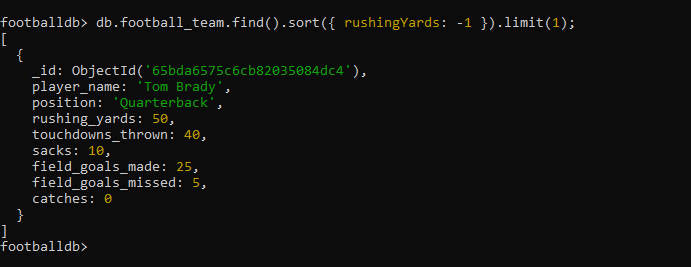 footballdb> db.football_team.find().sort({ rushingYards: -1 }).limit(1);
[
  {
    _id: ObjectId('65bda6575c6cb82035084dc4'),
    player_name: 'Tom Brady',
    position: 'Quarterback',
    rushing_yards: 50,
    touchdowns_thrown: 40,
    sacks: 10,
    field_goals_made: 25,
    field_goals_missed: 5,
    catches: 0
  }
]
footballdb>